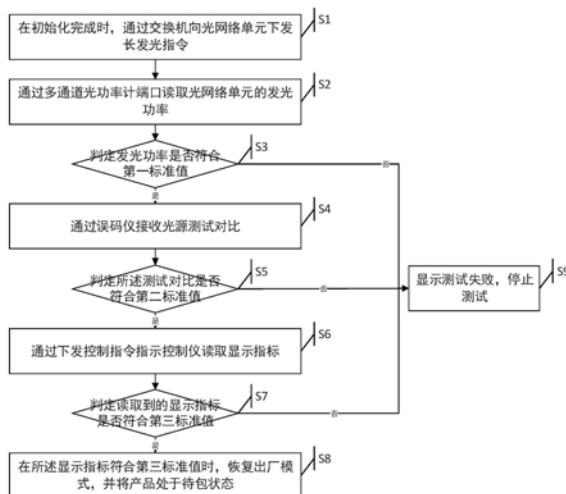 在初始化完成时，通过交换机向光网络单元下发
长发光指令
S1
通过多通道光功率计端口读取光网络单元的发光
功率
S2
判定发光功率是否符合
第一标准值
S3
否
是
通过误码仪接收光源测试对比
S4
是
判定所述测试对比是否
符合第二标准值
S5
否
显示测试失败，停止
测试
S9
是
通过下发控制指令指示控制仪读取显示指标
S6
判定读取到的显示指标
是否符合第三标准值
S7
否
是
在所述显示指标符合第三标准值时，恢复出厂模
式，并将产品处于待包状态
S8